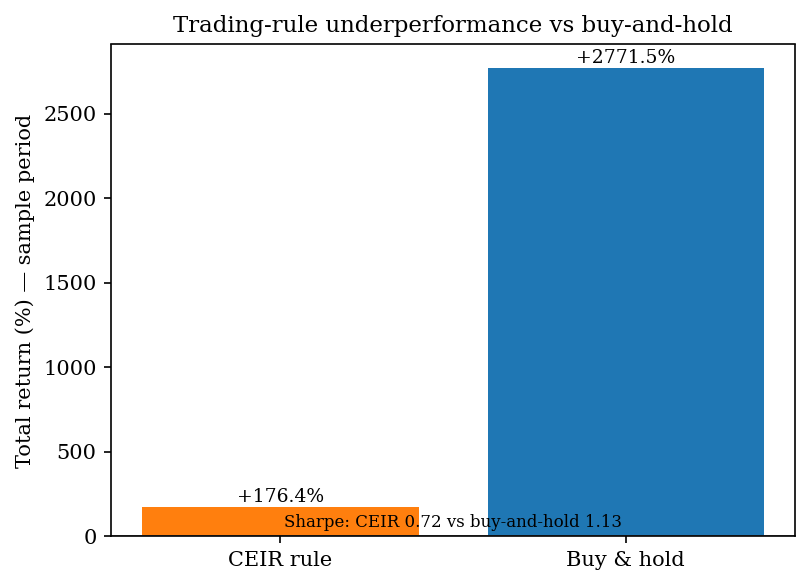 Trading-rule underperformance vs buy-and-hold
+2771.5%
Total return (%) — sample period
2500
2000
1500
1000
500
0
+176.4%
Sharpe: CEIR 0.72 vs buy-and-hold 1.13
CEIR rule
Buy & hold